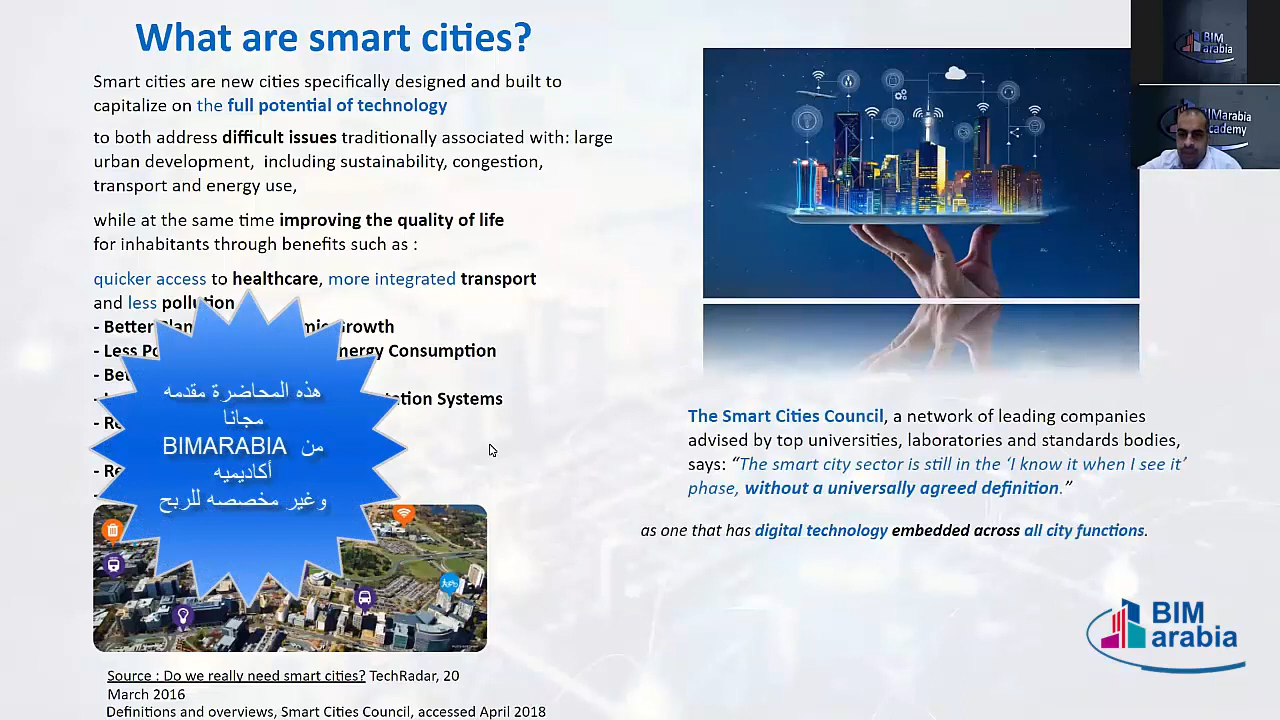 What are smart cities?
Smart cities are new cities specifically designed and built to
capitalize on the full potential of technology
to both address difficult issues traditionally associated with: large
urban development, including sustainability, congestion,
transport and energy use,
while at the same time improving the quality of life
for inhabitants through benefits such as :
quicker access to healthcare, more integrated transport
and less pollution
- Better Growth
- Less Energy Consumption
Systems
هذه المحاضرة مقدمه
مجانا
من BIMARABIA
أكاديميه
وغير مخصصه للربح
Source : Do we really need smart cities? TechRadar, 20
March 2016
Definitions and overviews, Smart Cities Council, accessed April 2018
The Smart Cities Council, a network of leading companies
advised by top universities, laboratories and standards bodies,
says: “The smart city sector is still in the ‘I know it when I see it’
phase, without a universally agreed definition.”
as one that has digital technology embedded across all city functions.
BIM
arabia
BIM
arabia
BIMarabia